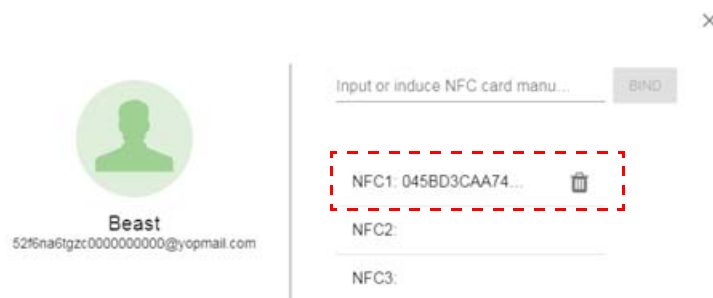 Input or induce NFC card manu...
BIND
NFC1: 045BD3CAA74...
Beast
52f6na6tgzc0000000000@yopmail.com
NFC2:
NFC3: